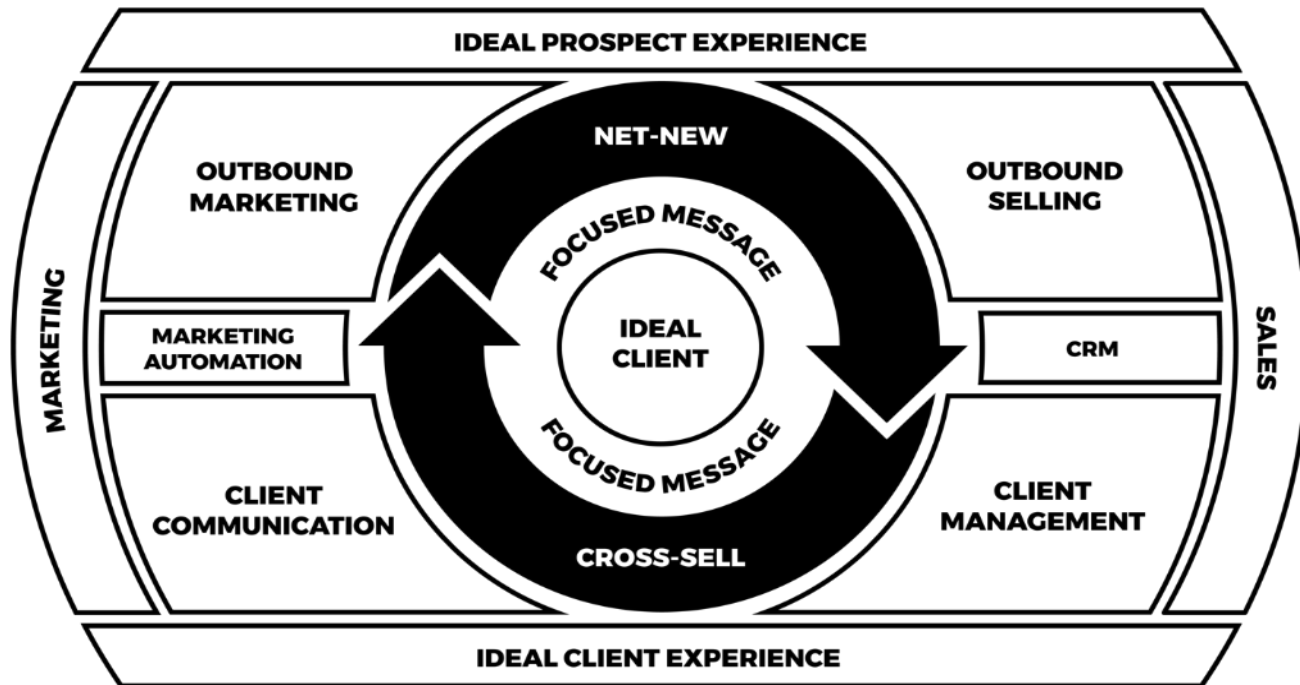 IDEAL PROSPECT EXPERIENCE
NET-NEW
OUTBOUND
MARKETING
OUTBOUND
SELLING
FOCUSED MESSAGE
MARKETING
MARKETING
AUTOMATION
IDEAL
CLIENT
CRM
SALES
FOCUSED MESSAGE
CLIENT
COMMUNICATION
CLIENT
MANAGEMENT
CROSS-SELL
IDEAL CLIENT EXPERIENCE